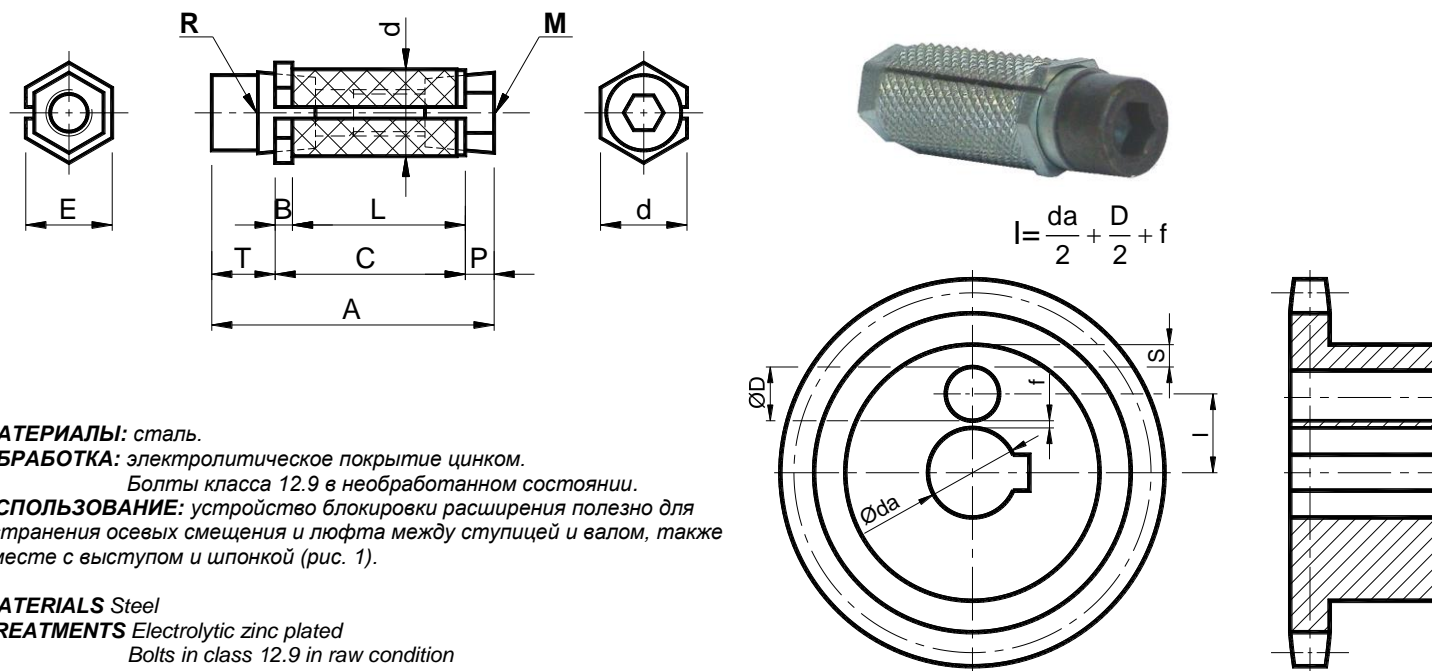 R
d
M
E
B
L
d
T
C
P
A
l= da/2 + D/2 + f
ØD
f
S
l
Øda
АТЕРИАЛЫ: сталь.
БРАБОТКА: электролитическое покрытие цинком.
Болты класса 12.9 в необработанном состоянии.
СПОЛЬЗОВАНИЕ: устройство блокировки расширения полезно для
странения осевых смещения и люфта между ступицей и валом, также
месте с выступом и шпонкой (рис. 1).
ATERIALS Steel
REATMENTS Electrolytic zinc plated
Bolts in class 12.9 in raw condition